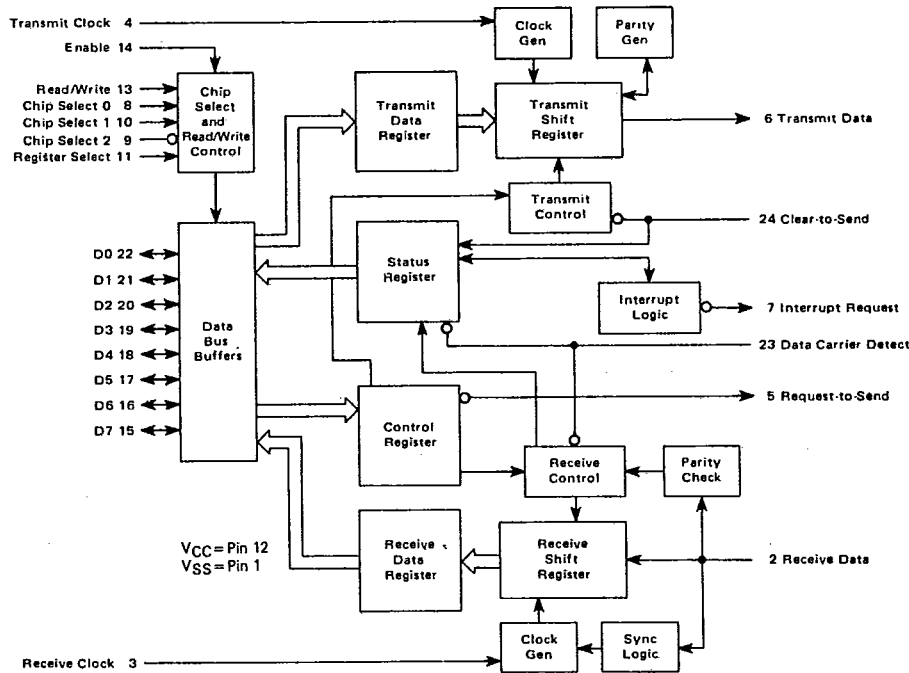 Transmit Clock 4
Clock
Gen
Parity
Gen
Enable 14
Read/Write 13
Chip Select 0 8
Chip Select 1 10
Chip Select 2 9
Register Select 11
Chip
Select
and
Read/Write
Control
Transmit
Data
Register
Transmit
Shift
Register
6 Transmit Data
Transmit
Control
24 Clear-to-Send
D0 22
D1 21
D2 20
D3 19
D4 18
D5 17
D6 16
D7 15
Data
Bus
Buffers
Status
Register
Interrupt
Logic
7 Interrupt Request
23 Data Carrier Detect
5 Request-to-Send
Control
Register
Receive
Control
Parity
Check
VCC = Pin 12
VSS = Pin 1
Receive
Data
Register
Receive
Shift
Register
2 Receive Data
Clock
Gen
Sync
Logic
Receive Clock 3